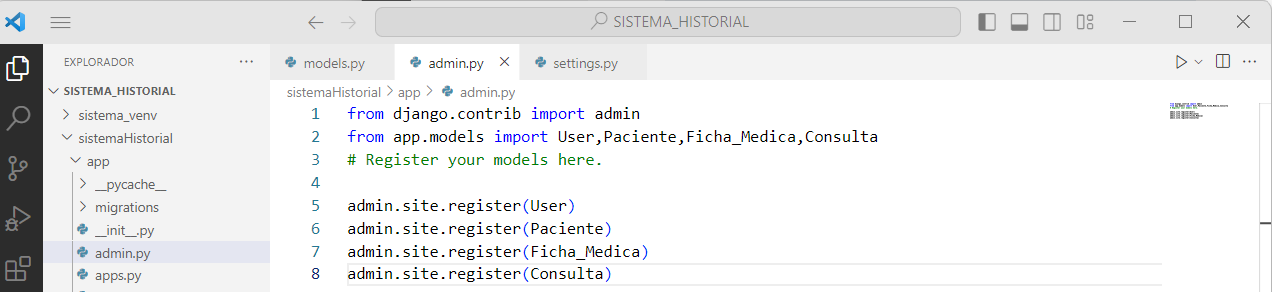 SISTEMA_HISTORIAL
EXPLORADOR ...
SISTEMA_HISTORIAL
sistema_venv
sistemaHistorial
app
__pycache__
migrations
__init__.py
admin.py
apps.py
models.py admin.py settings.py
sistemaHistorial > app > admin.py
1 from django.contrib import admin
2 from app.models import User,Paciente,Ficha_Medica,Consulta
3 # Register your models here.
4
5 admin.site.register(User)
6 admin.site.register(Paciente)
7 admin.site.register(Ficha_Medica)
8 admin.site.register(Consulta)